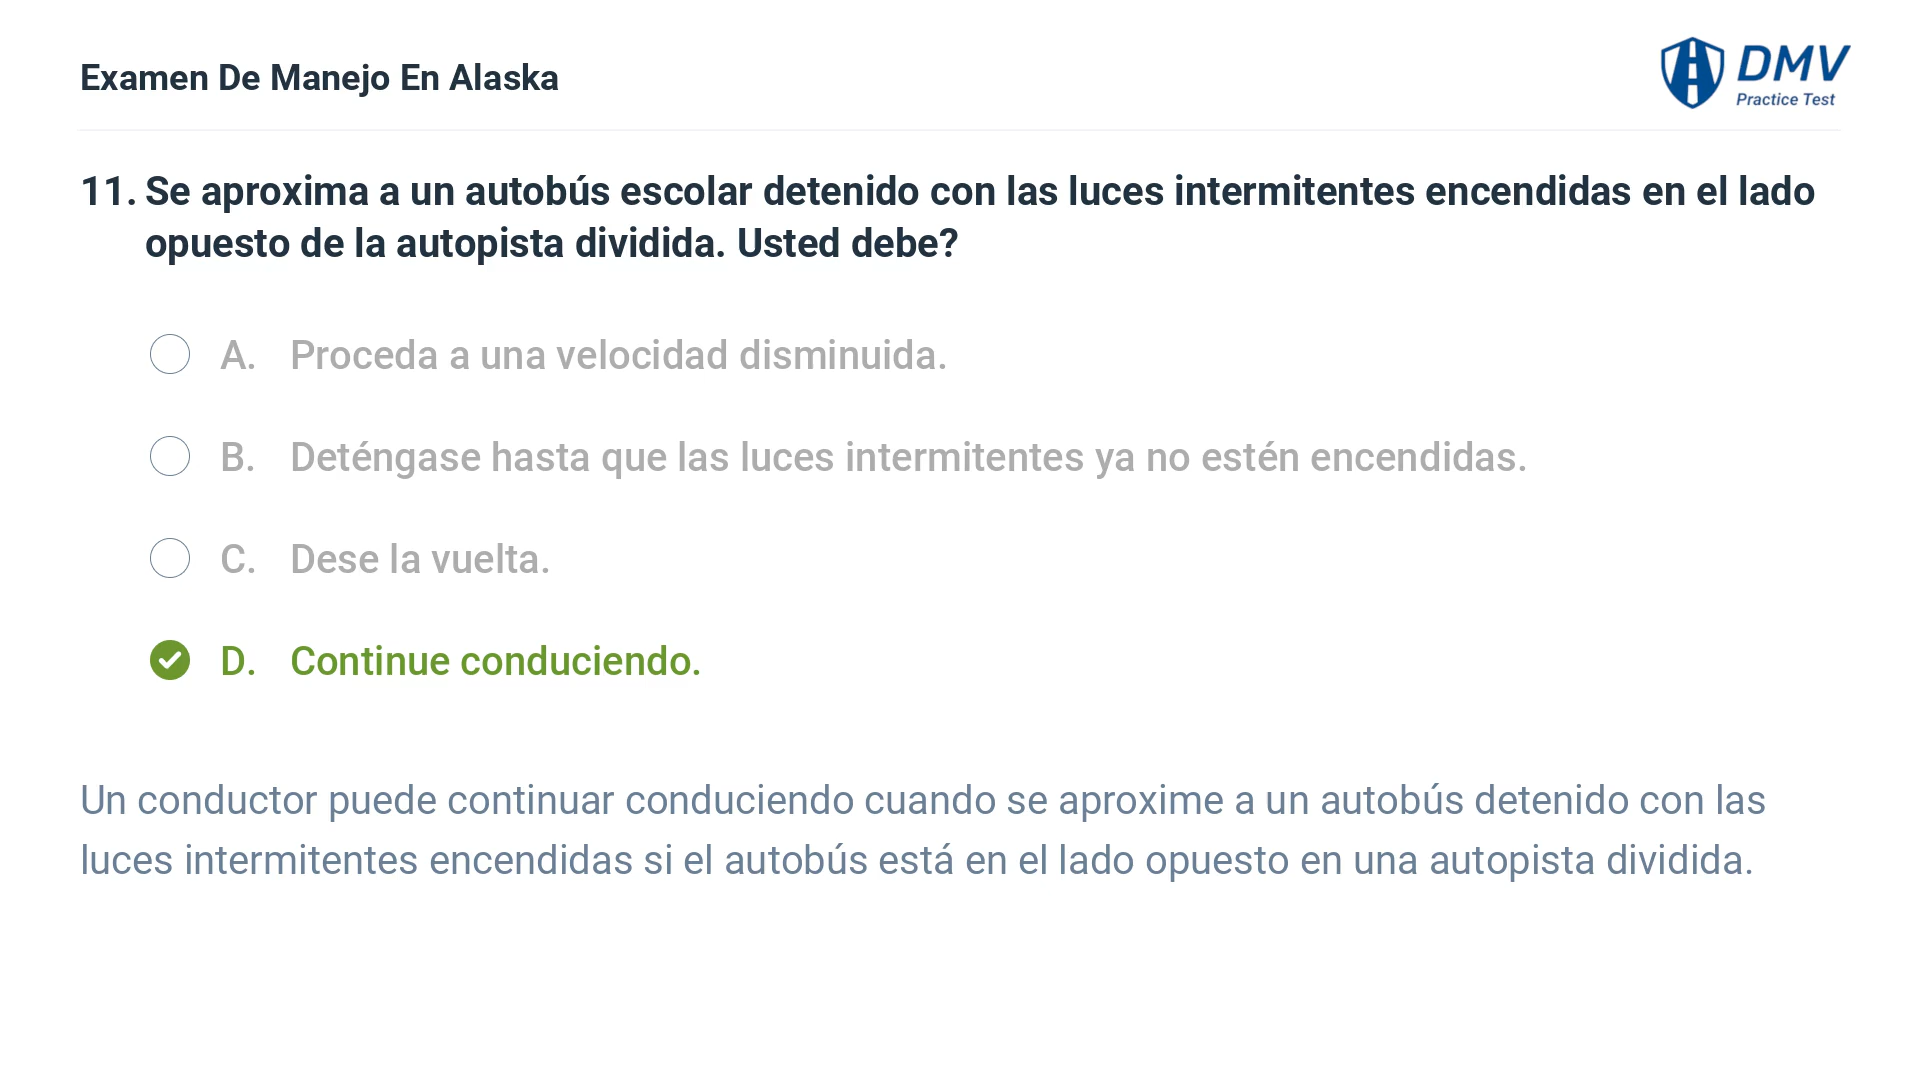 Examen De Manejo En Alaska
DMV
Practice Test
11. Se aproxima a un autobús escolar detenido con las luces intermitentes encendidas en el lado
opuesto de la autopista dividida. Usted debe?
A. Proceda a una velocidad disminuida.
B. Deténgase hasta que las luces intermitentes ya no estén encendidas.
C. Dese la vuelta.
D. Continue conduciendo.
Un conductor puede continuar conduciendo cuando se aproxime a un autobús detenido con las
luces intermitentes encendidas si el autobús está en el lado opuesto en una autopista dividida.